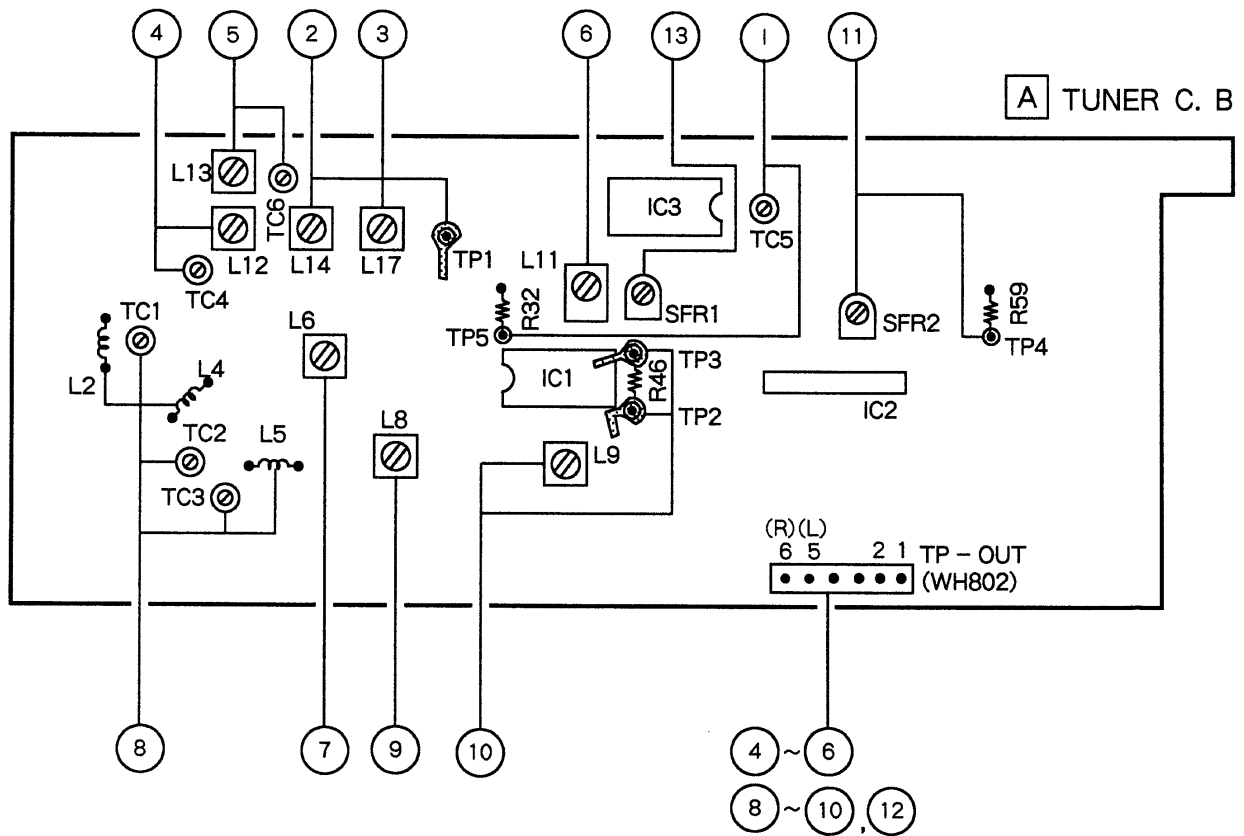 4 5 2 3 6 13 1 11
A TUNER C. B
L13
TC6
IC3
L12 L14 L17 TP1 L11 TC5
TC4
R32 SFR1 SFR2 R59
TC1 L6 TP5 TP3 TP4
L2 L4 IC1 R46 IC2
TP2
TC2 L5 L8 L9
TC3
(R)(L)
6 5 2 1 TP - OUT
(WH802)
8 7 9 10 4 ~ 6
8 ~ 10 , 12